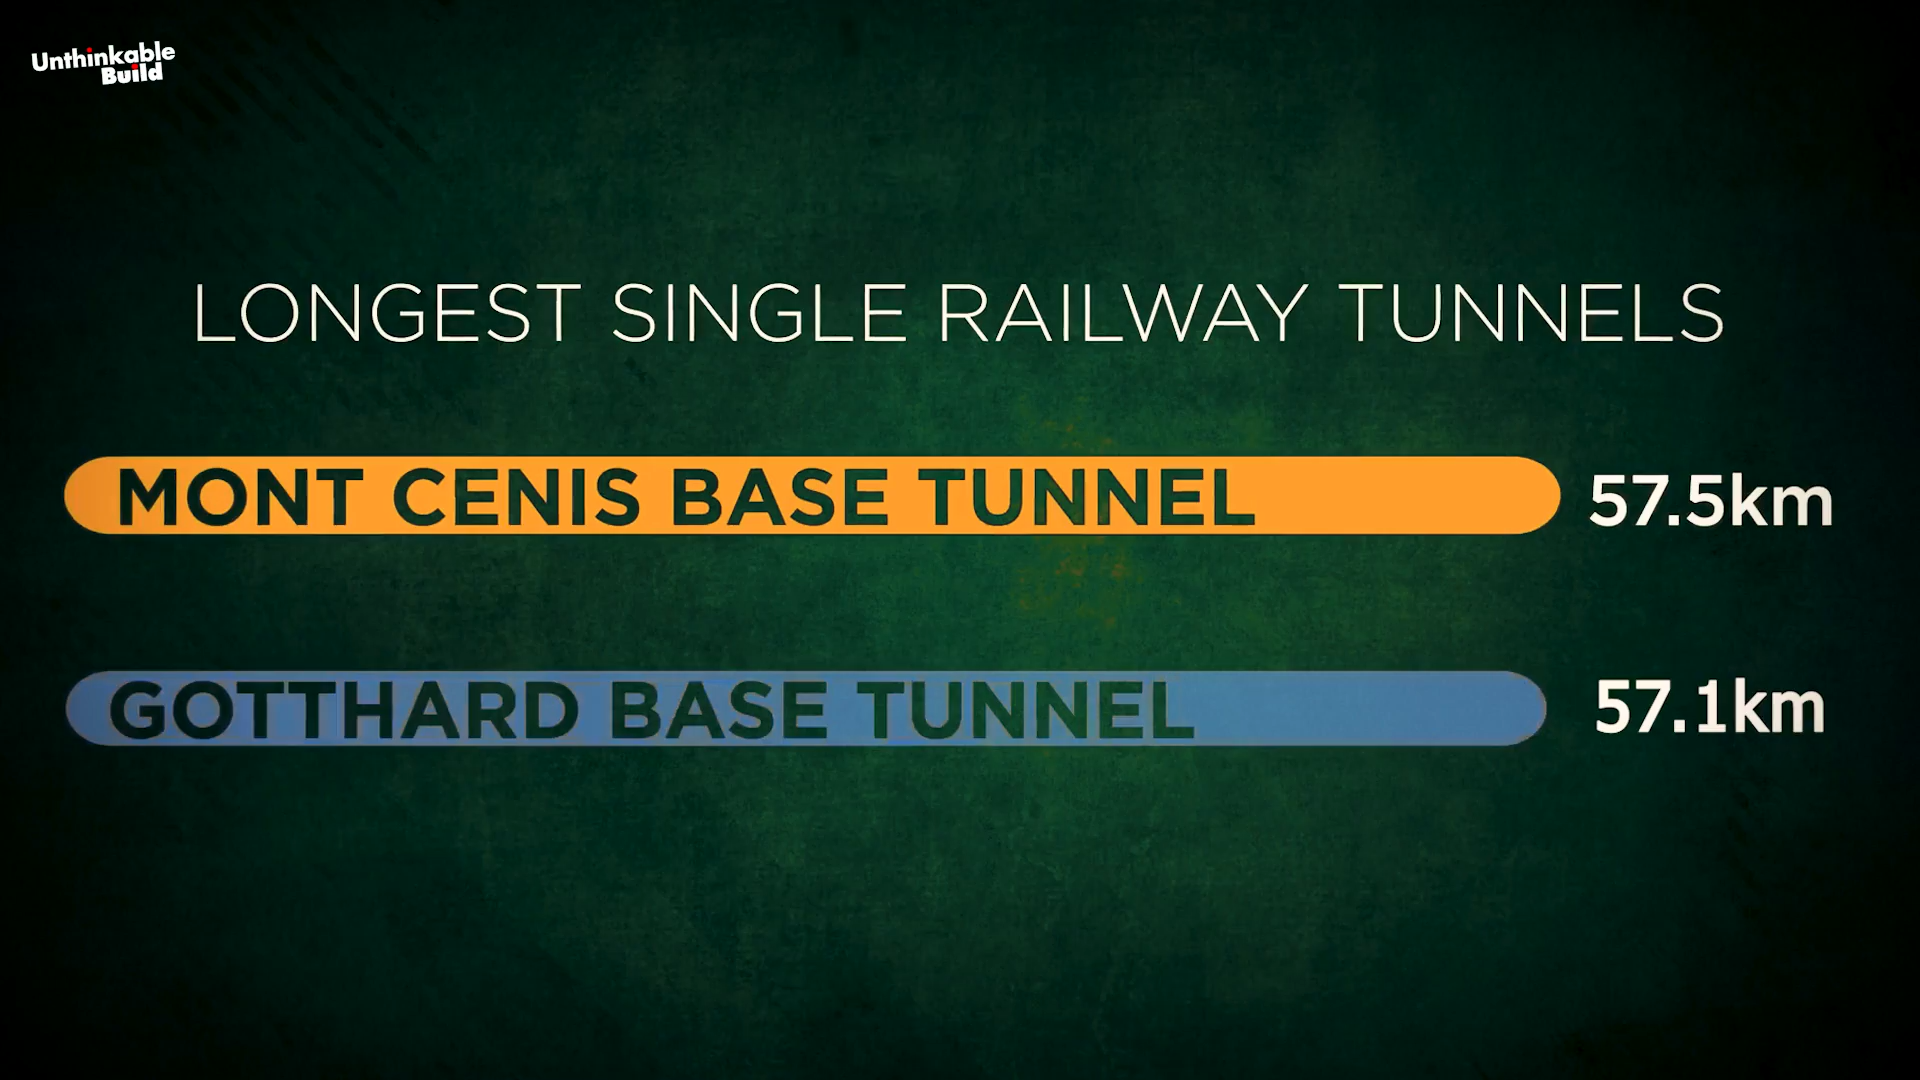 Unthinkable
Build
LONGEST SINGLE RAILWAY TUNNELS
MONT CENIS BASE TUNNEL 57.5km
GOTTHARD BASE TUNNEL 57.1km